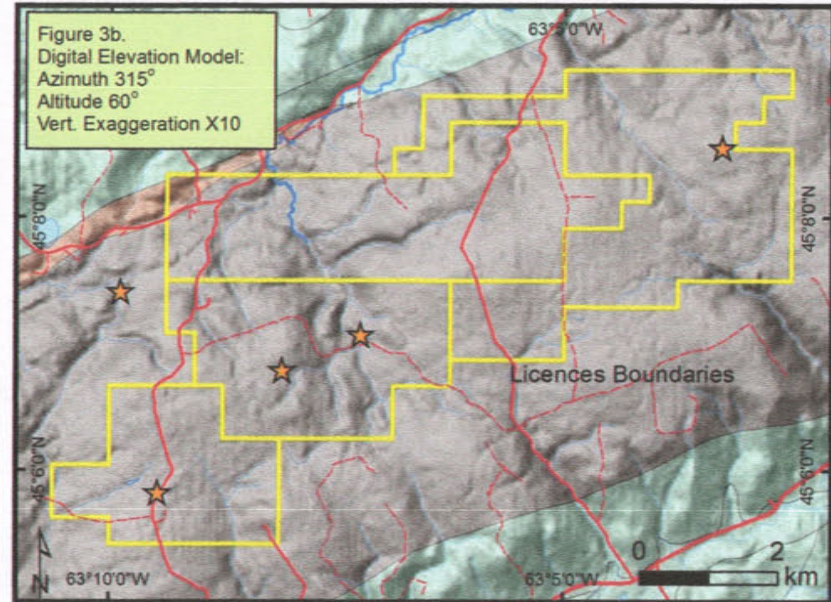 Figure 3b.
Digital Elevation Model:
Azimuth 315°
Altitude 60°
Vert. Exaggeration X10
63°5'0"W
45°8'0"N
45°8'0"N
Licences Boundaries
45°6'0"N
45°6'0"N
N
63°10'0"W
63°5'0"W
0 2
km